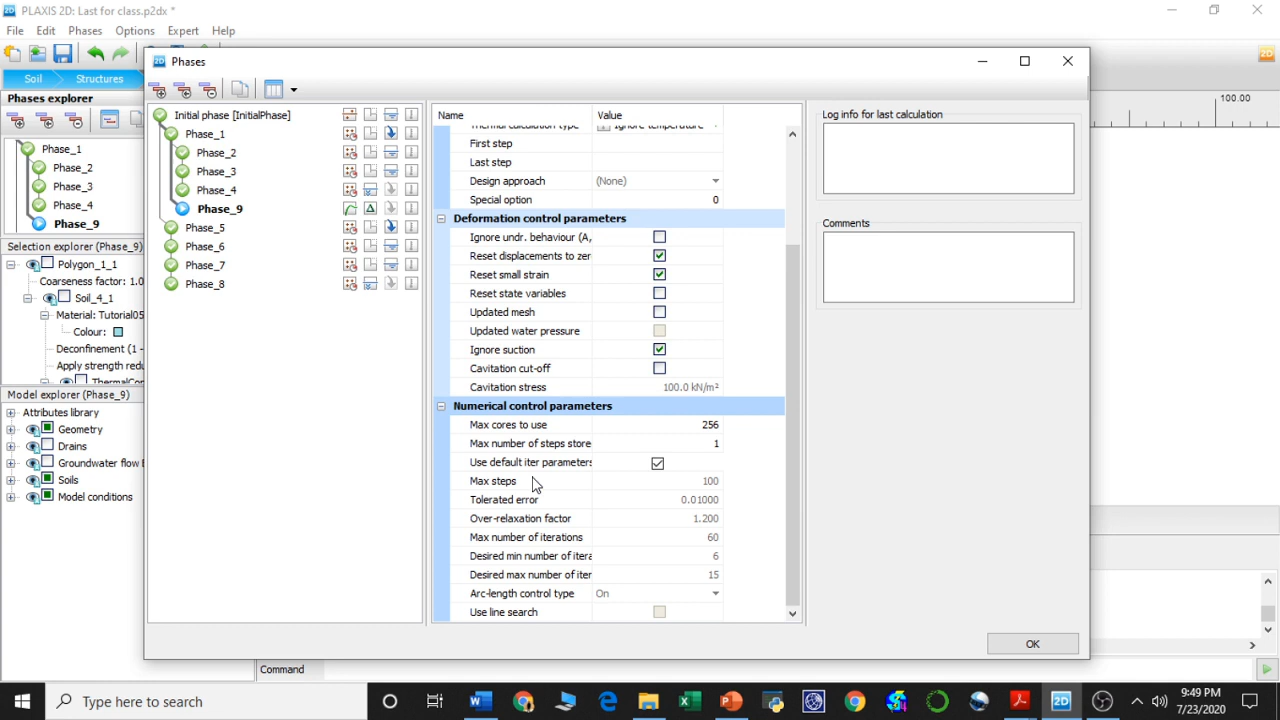 PLAXIS 2D: Last for class.p2dx *
File Edit Phases Options Expert Help
Soil Structures
Phases explorer
Phase_1
Phase_2
Phase_3
Phase_4
Phase_9
Selection explorer (Phase_9)
Polygon_1_1
Coarseness factor: 1.0
Soil_4_1
Material: Tutorial05
Colour:
Deconfinement (1 -
Apply strength redu
ThermalCon
Model explorer (Phase_9)
Attributes library
Geometry
Drains
Groundwater flow B
Soils
Model conditions
2D Phases
Initial phase [InitialPhase]
Phase_1
Phase_2
Phase_3
Phase_4
Phase_9
Phase_5
Phase_6
Phase_7
Phase_8
Name Value
Thermal calculation type Ignore temperature
First step
Last step
Design approach (None)
Special option 0
Deformation control parameters
Ignore undr. behaviour (A,
Reset displacements to zer
Reset small strain
Reset state variables
Updated mesh
Updated water pressure
Ignore suction
Cavitation cut-off
Cavitation stress 100.0 kN/m²
Numerical control parameters
Max cores to use 256
Max number of steps store 1
Use default iter parameters
Max steps 100
Tolerated error 0.01000
Over-relaxation factor 1.200
Max number of iterations 60
Desired min number of itera 6
Desired max number of iter 15
Arc-length control type On
Use line search
Log info for last calculation
Comments
OK
100.00
2D
Command
Type here to search
2D
9:49 PM
7/23/2020